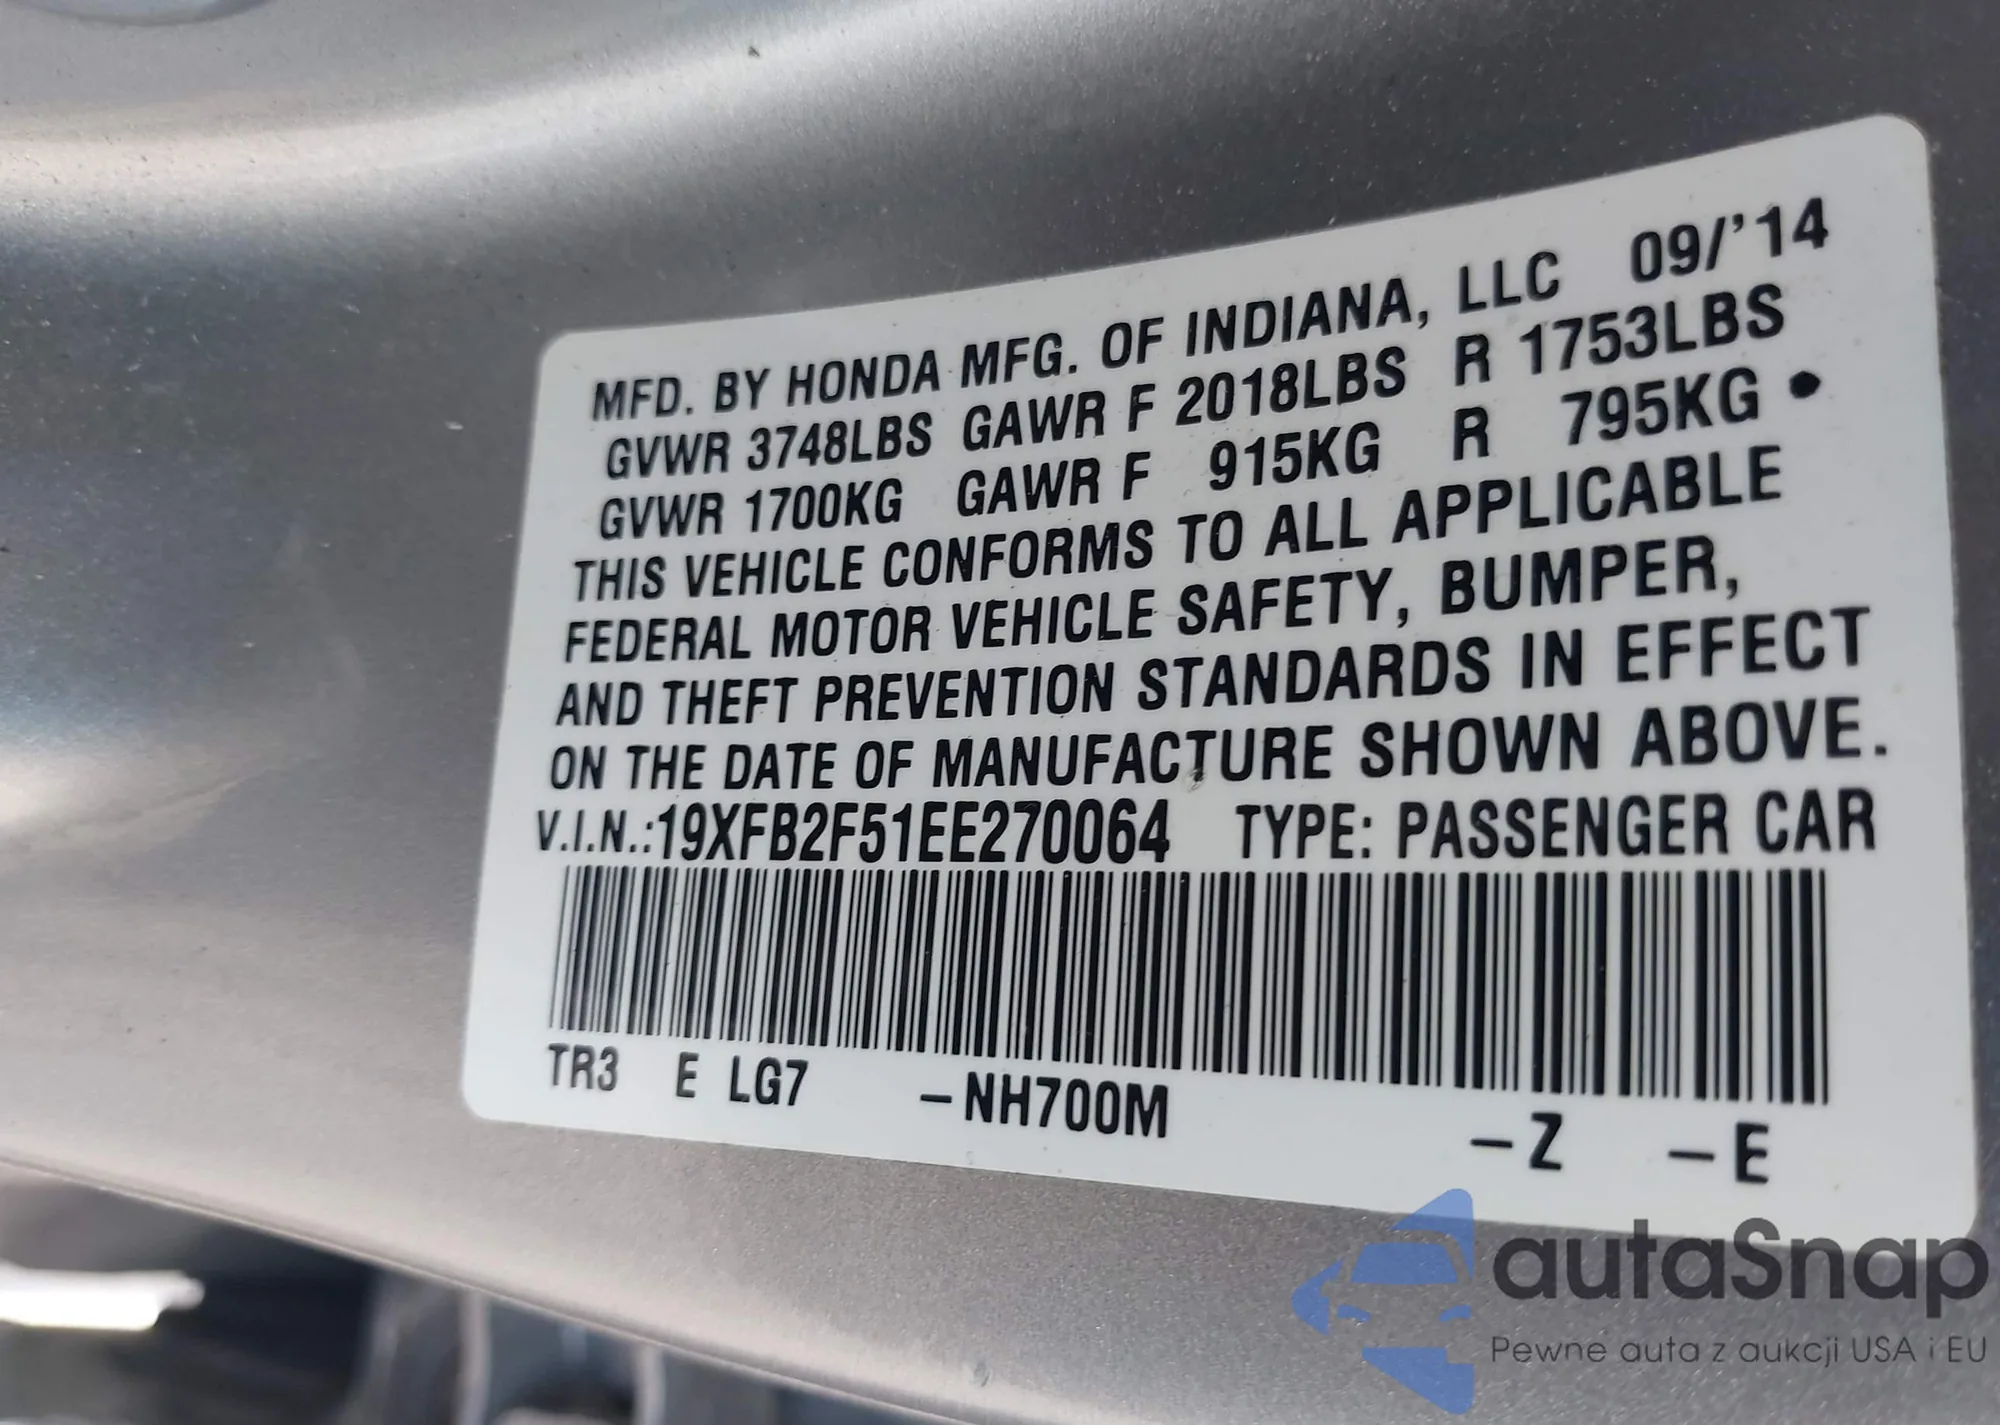 MFD. BY HONDA MFG. OF INDIANA, LLC 09/'14
GVWR 3748LBS GAWR F 2018LBS R 1753LBS
GVWR 1700KG GAWR F 915KG R 795KG •
THIS VEHICLE CONFORMS TO ALL APPLICABLE
FEDERAL MOTOR VEHICLE SAFETY, BUMPER,
AND THEFT PREVENTION STANDARDS IN EFFECT
ON THE DATE OF MANUFACTURE SHOWN ABOVE.
V.I.N.:19XFB2F51EE270064 TYPE: PASSENGER CAR
TR3 E LG7 –NH700M –Z –E
autaSnap
Pewne auta z aukcji USA i EU